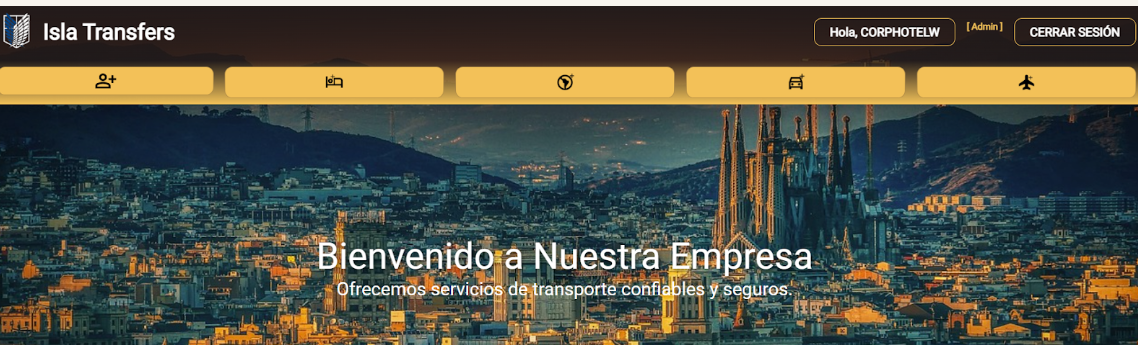 Isla Transfers
Hola, CORPHOTELW
[ Admin ]
CERRAR SESIÓN
Bienvenido a Nuestra Empresa
Ofrecemos servicios de transporte confiables y seguros.